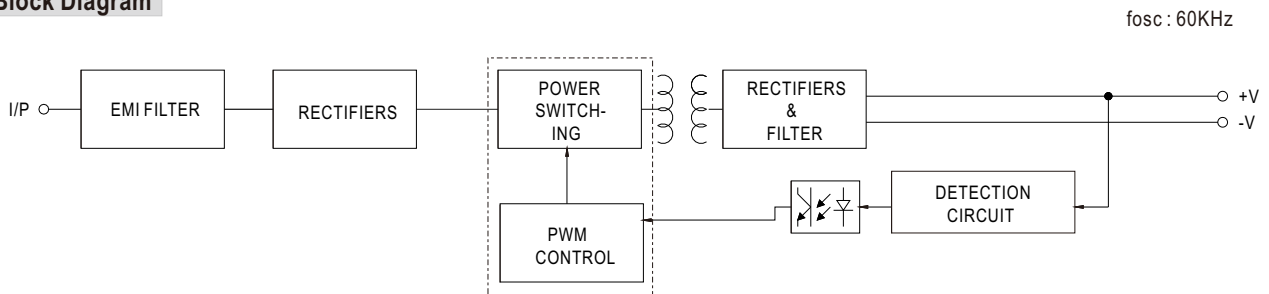 Block Diagram
fosc : 60KHz
I/P
EMI FILTER
RECTIFIERS
POWER
SWITCH-
ING
RECTIFIERS
&
FILTER
+V
-V
DETECTION
CIRCUIT
PWM
CONTROL